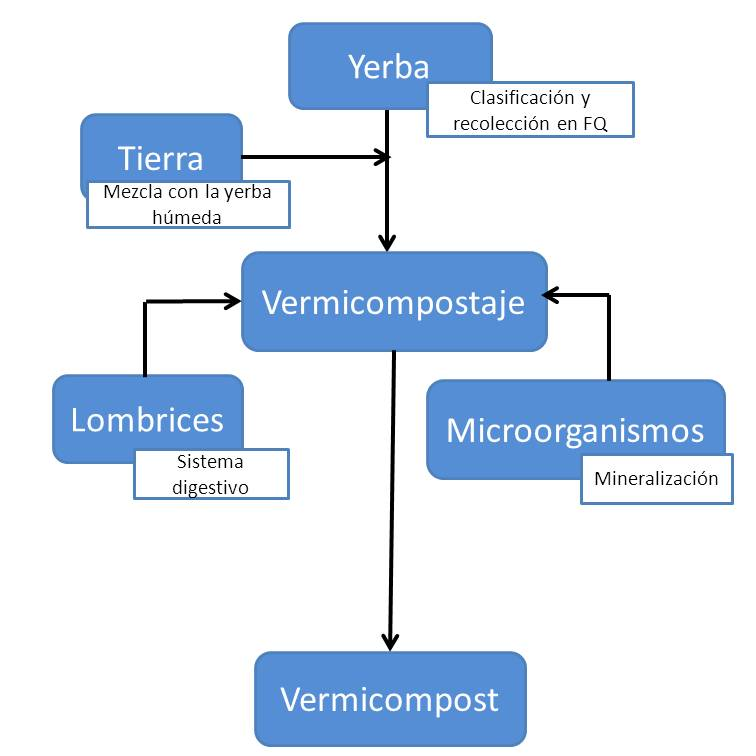 Yerba
Clasificación y
recolección en FQ
Tierra
Mezcla con la yerba
húmeda
Vermicompostaje
Lombrices
Sistema
digestivo
Microorganismos
Mineralización
Vermicompost